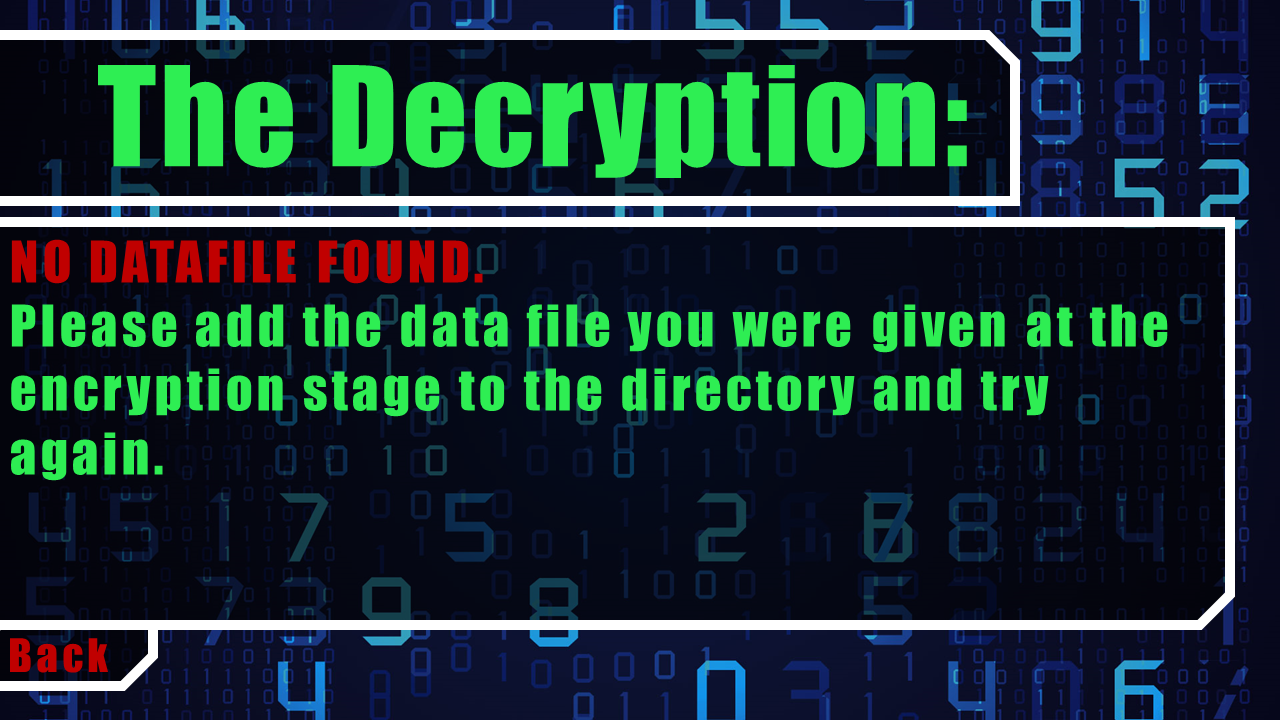 The Decryption:
NO DATAFILE FOUND.
Please add the data file you were given at the
encryption stage to the directory and try
again.
Back